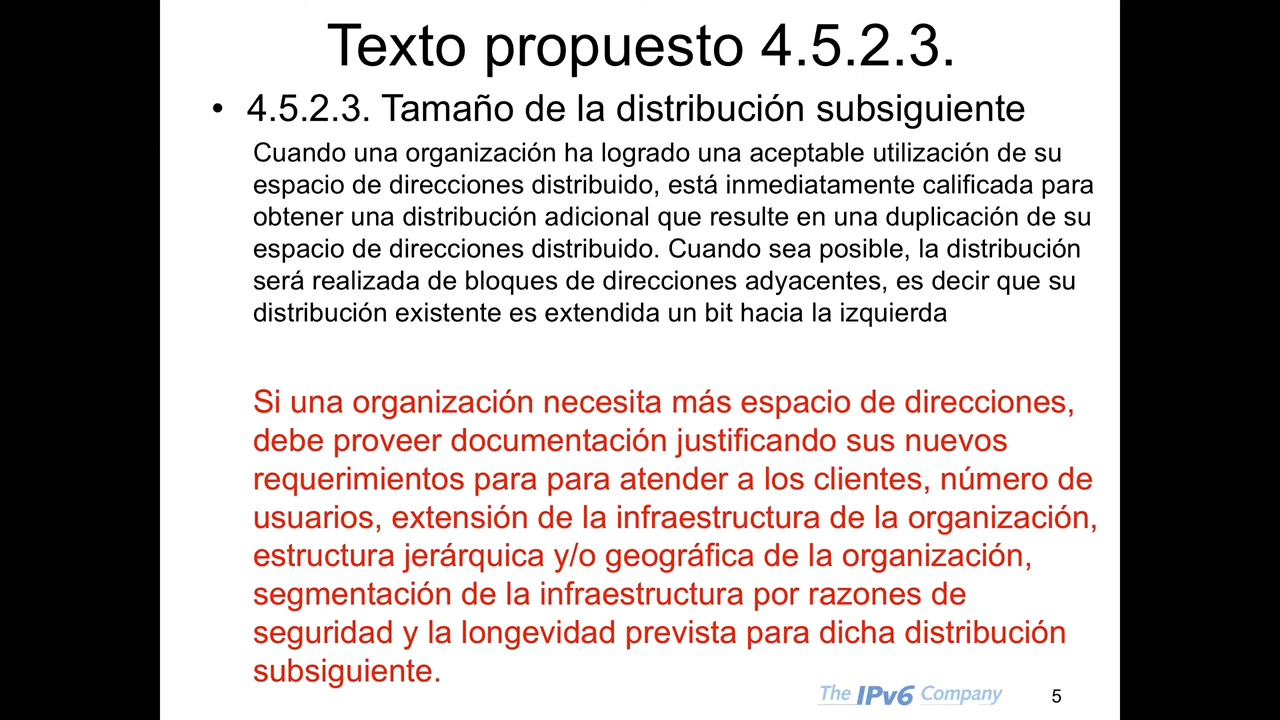 Texto propuesto 4.5.2.3.
• 4.5.2.3. Tamaño de la distribución subsiguiente
Cuando una organización ha logrado una aceptable utilización de su
espacio de direcciones distribuido, está inmediatamente calificada para
obtener una distribución adicional que resulte en una duplicación de su
espacio de direcciones distribuido. Cuando sea posible, la distribución
será realizada de bloques de direcciones adyacentes, es decir que su
distribución existente es extendida un bit hacia la izquierda
Si una organización necesita más espacio de direcciones,
debe proveer documentación justificando sus nuevos
requerimientos para para atender a los clientes, número de
usuarios, extensión de la infraestructura de la organización,
estructura jerárquica y/o geográfica de la organización,
segmentación de la infraestructura por razones de
seguridad y la longevidad prevista para dicha distribución
subsiguiente.
The IPv6 Company
5